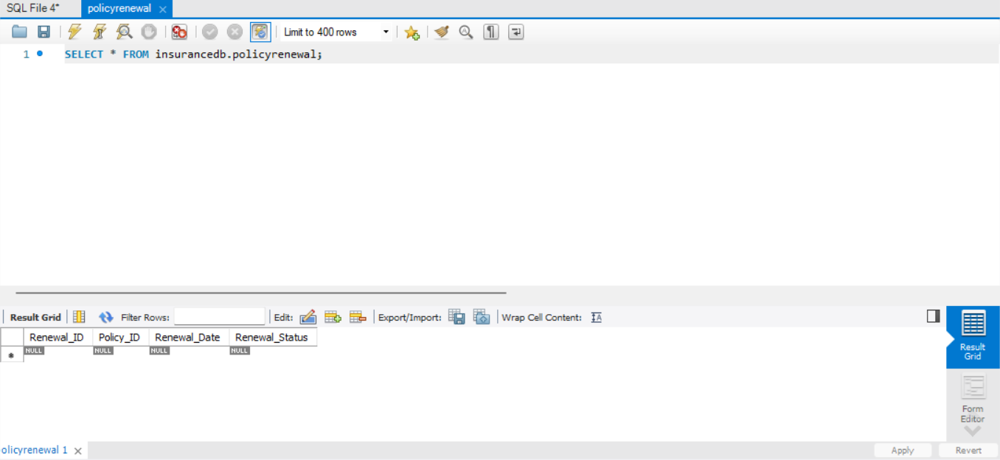 SQL File 4*
policyrenewal
Limit to 400 rows
1
SELECT * FROM insurancedb.policyrenewal;
Result Grid
Filter Rows:
Edit:
Export/Import:
Wrap Cell Content:
Renewal_ID Policy_ID Renewal_Date Renewal_Status
NULL NULL NULL NULL
Result
Grid
Form
Editor
olicyrenewal 1
Apply
Revert